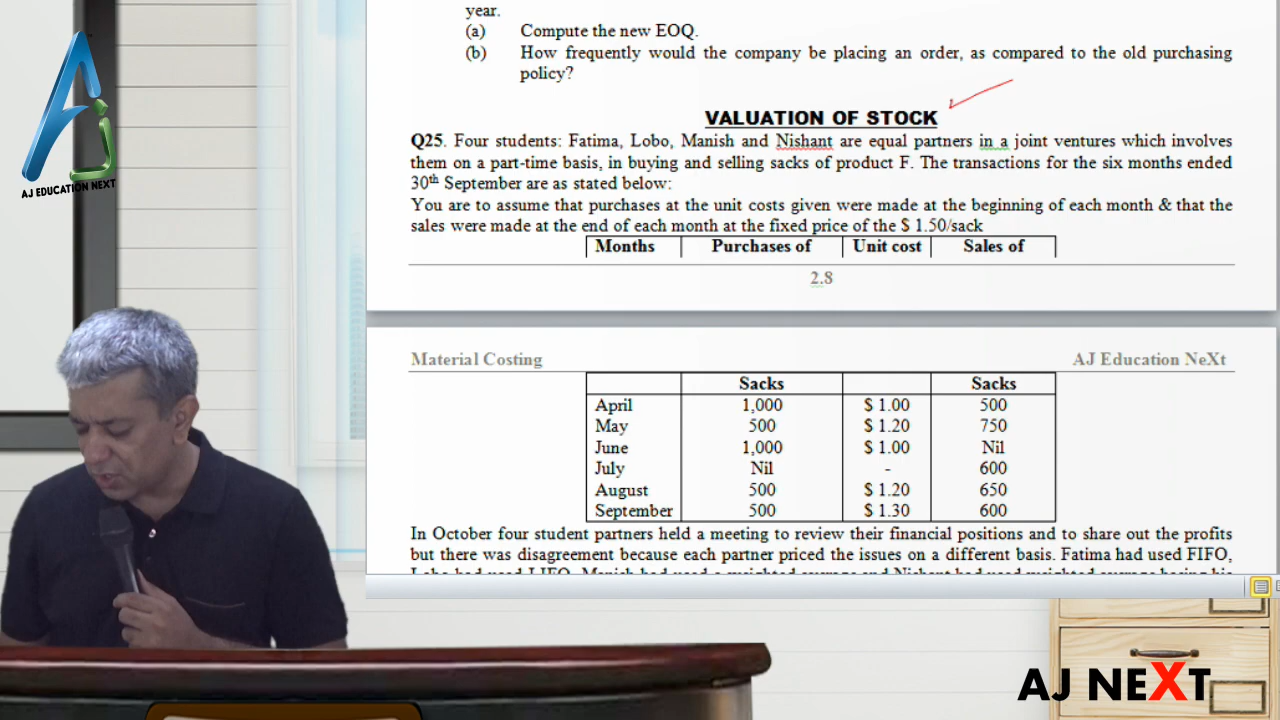 year.
(a) Compute the new EOQ.
(b) How frequently would the company be placing an order, as compared to the old purchasing
policy?
VALUATION OF STOCK
Q25. Four students: Fatima, Lobo, Manish and Nishant are equal partners in a joint ventures which involves
them on a part-time basis, in buying and selling sacks of product F. The transactions for the six months ended
30th September are as stated below:
You are to assume that purchases at the unit costs given were made at the beginning of each month & that the
sales were made at the end of each month at the fixed price of the $ 1.50/sack
Months Purchases of Unit cost Sales of
2.8
Material Costing AJ Education NeXt
Sacks Sacks
April 1,000 $ 1.00 500
May 500 $ 1.20 750
June 1,000 $ 1.00 Nil
July Nil - 600
August 500 $ 1.20 650
September 500 $ 1.30 600
In October four student partners held a meeting to review their financial positions and to share out the profits
but there was disagreement because each partner priced the issues on a different basis. Fatima had used FIFO,
AJ EDUCATION NEXT
AJ NEXT